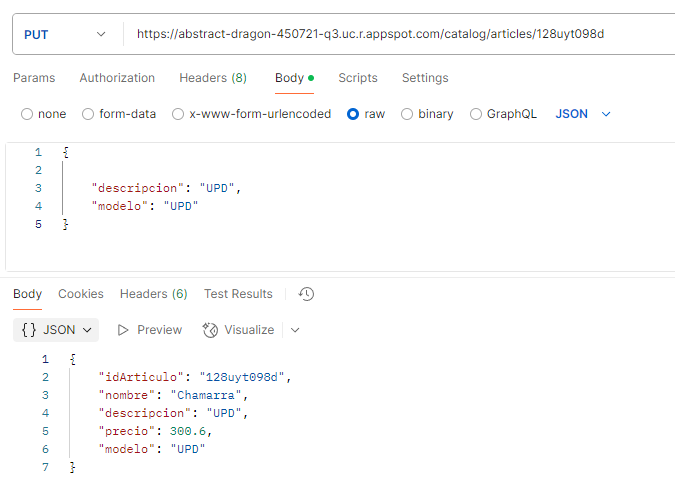 PUT https://abstract-dragon-450721-q3.uc.r.appspot.com/catalog/articles/128uyt098d
Params Authorization Headers (8) Body Scripts Settings
none form-data x-www-form-urlencoded raw binary GraphQL JSON
1 {
2
3 "descripcion": "UPD",
4 "modelo": "UPD"
5 }
Body Cookies Headers (6) Test Results
{} JSON Preview Visualize
1 {
2 "idArticulo": "128uyt098d",
3 "nombre": "Chamarra",
4 "descripcion": "UPD",
5 "precio": 300.6,
6 "modelo": "UPD"
7 }